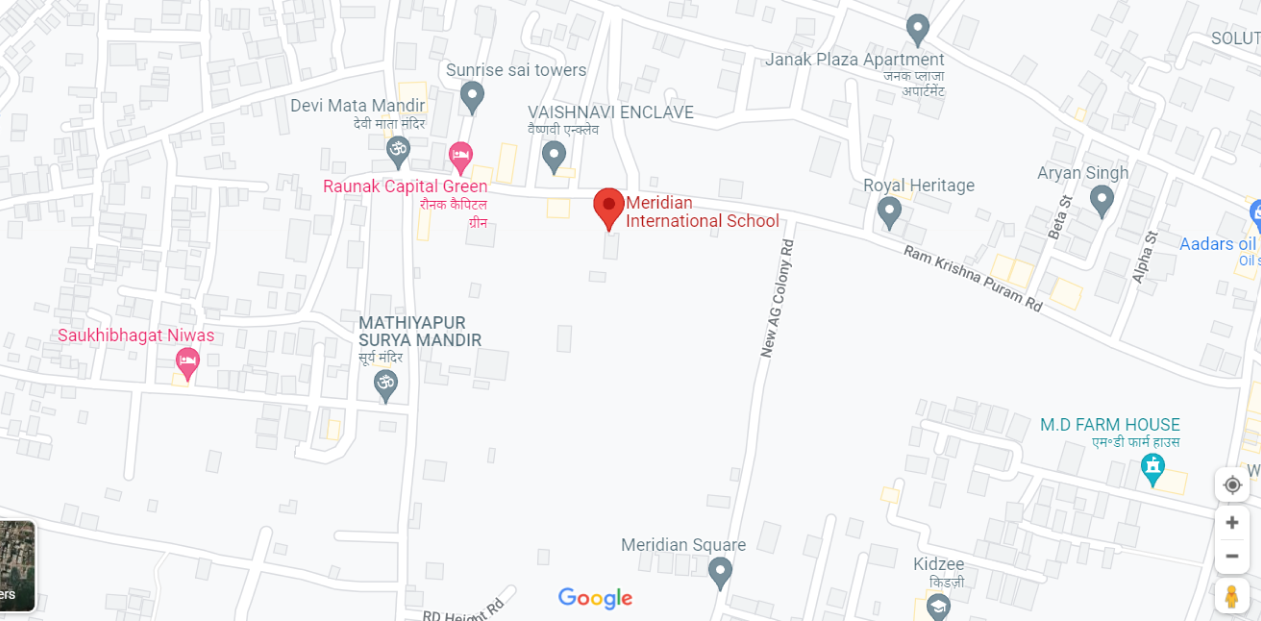 SOLUT
Janak Plaza Apartment
जनक प्लाजा
अपार्टमेंट
Sunrise sai towers
Devi Mata Mandir
देवी माता मंदिर
VAISHNAVI ENCLAVE
वैष्णवी एन्क्लेव
Raunak Capital Green
रौनक कैपिटल
ग्रीन
Meridian
International School
Royal Heritage
Aryan Singh
Beta St
Alpha St
Aadars oil
Oil s
Ram Krishna Puram Rd
New AG Colony Rd
Saukhibhagat Niwas
MATHIYAPUR
SURYA MANDIR
सूर्य मंदिर
M.D FARM HOUSE
एम०डी फार्म हाउस
W
Meridian Square
Kidzee
किडज़ी
ers
Google
RD Height Rd